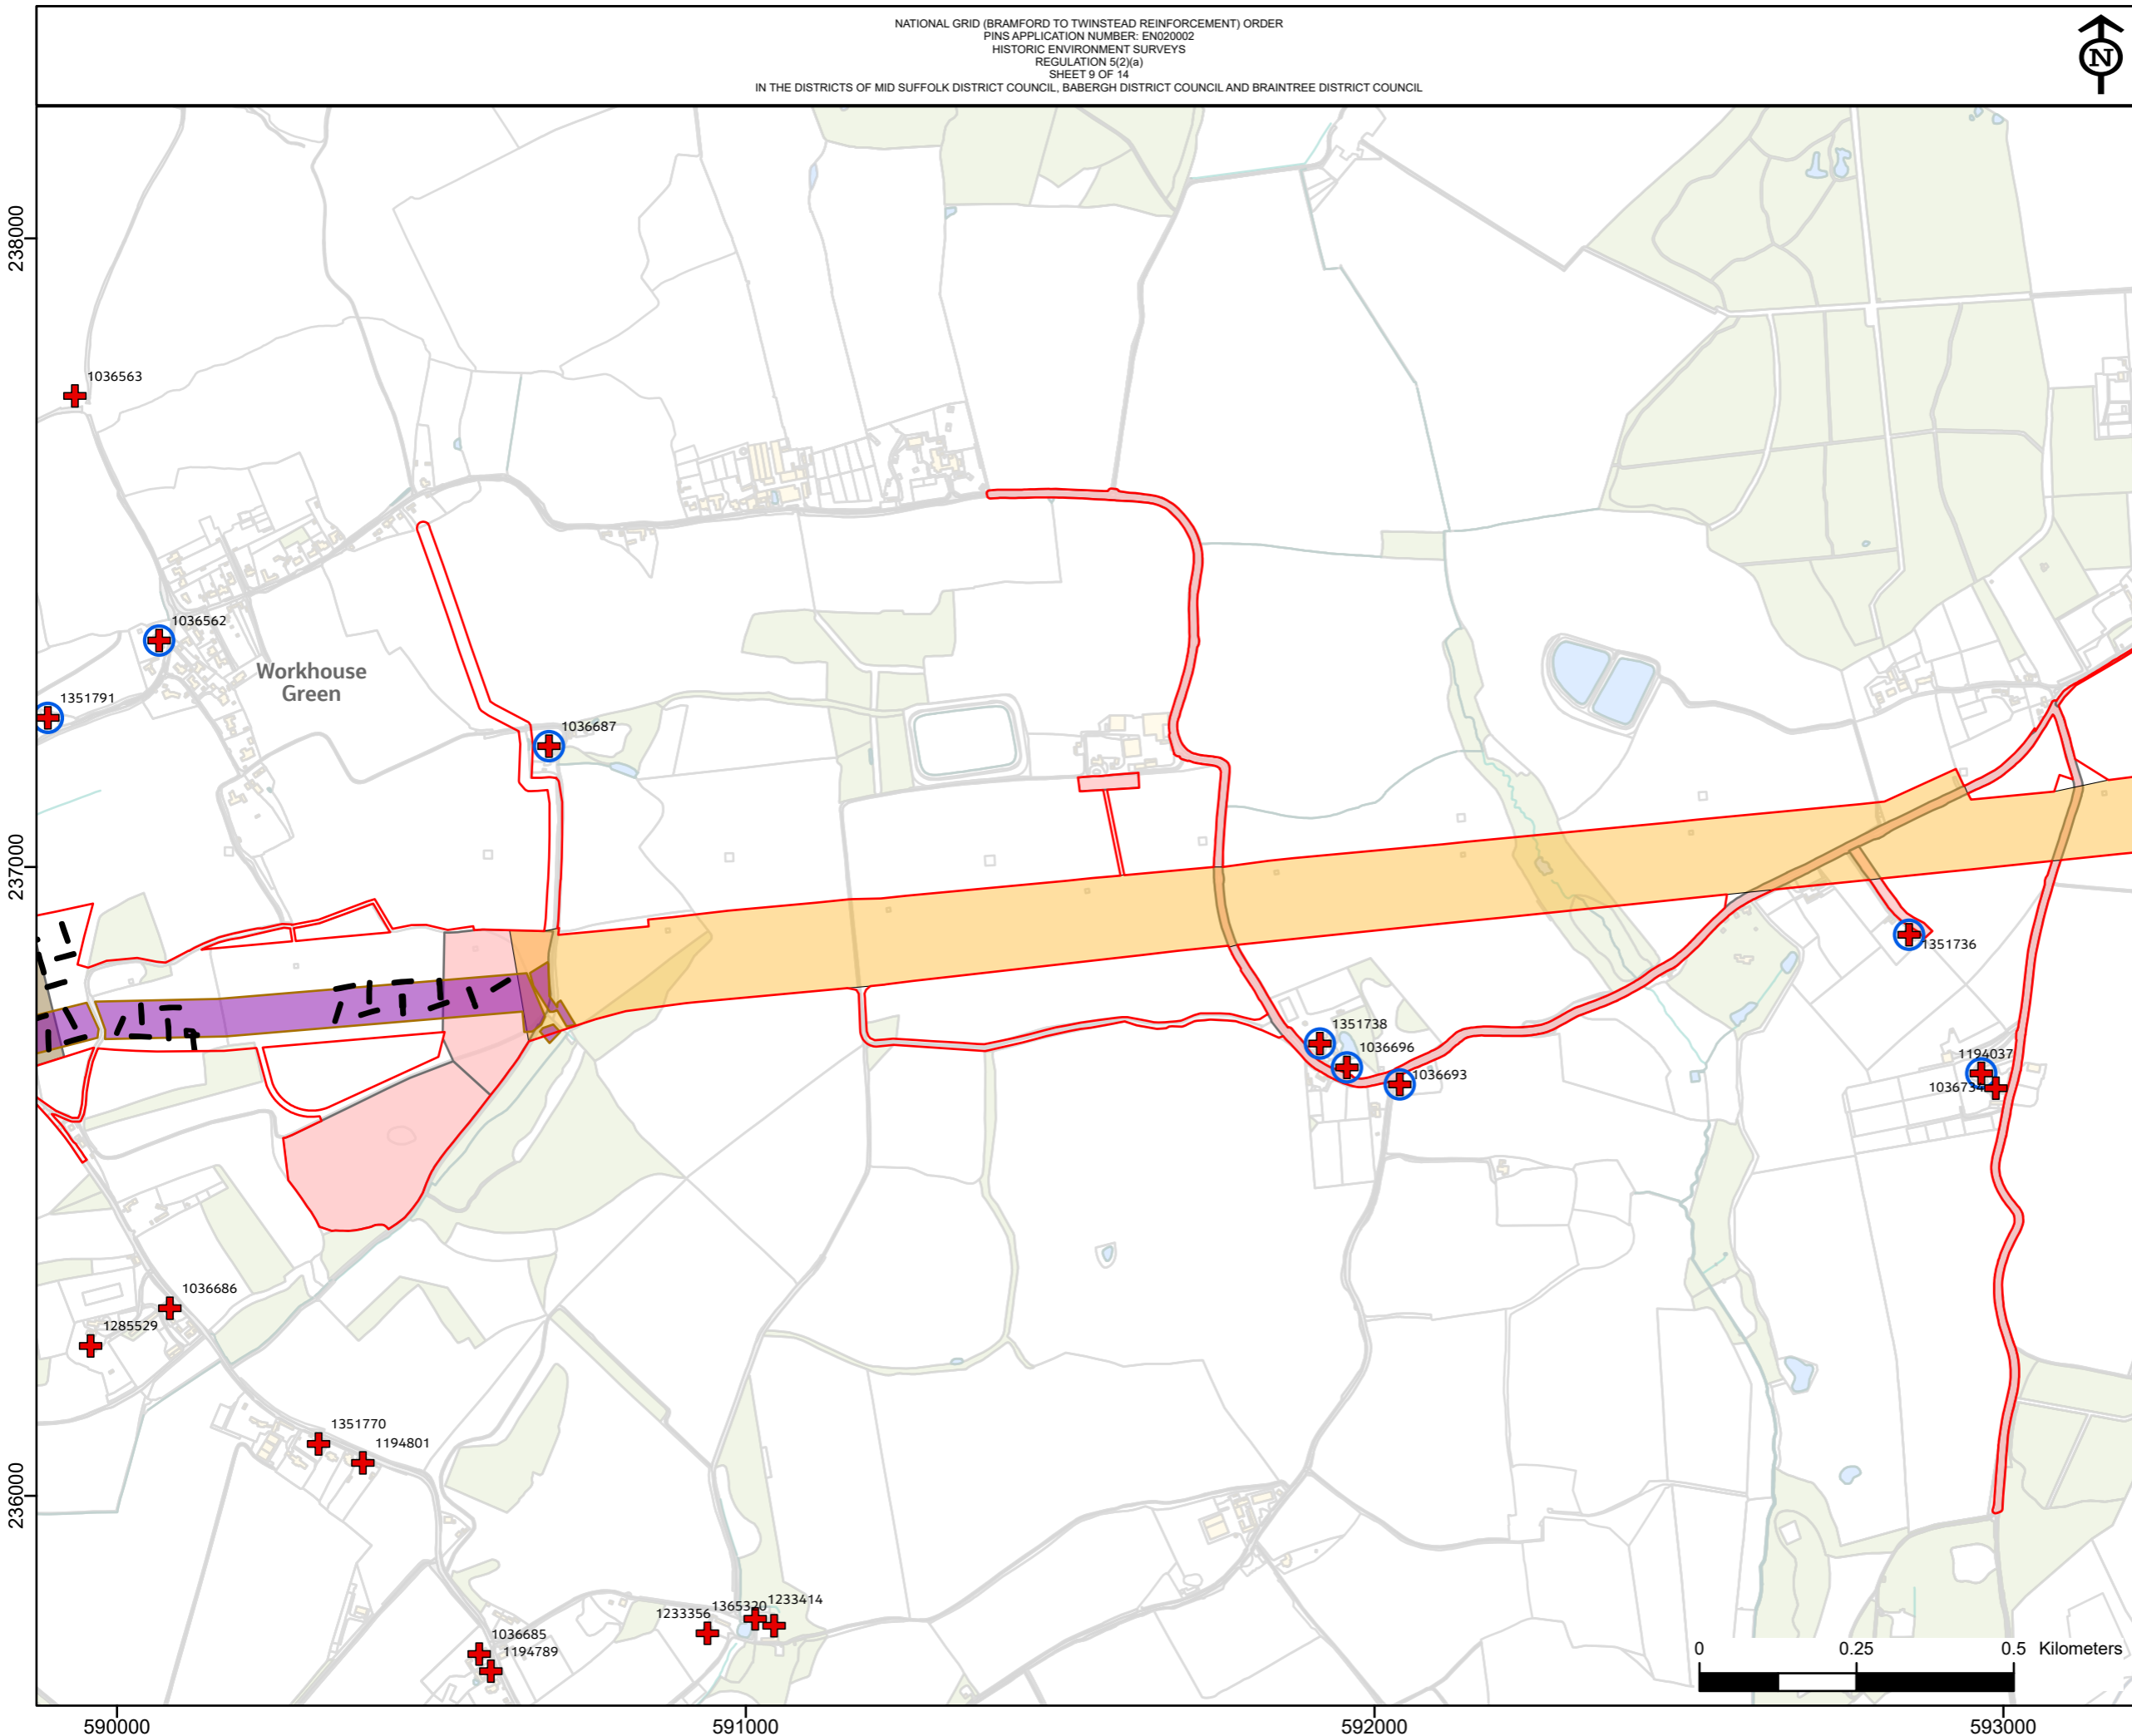 NATIONAL GRID (BRAMFORD TO TWINSTEAD REINFORCEMENT) ORDER
PINS APPLICATION NUMBER: EN020002
HISTORIC ENVIRONMENT SURVEYS
REGULATION 5(2)(a)
SHEET 9 OF 14
IN THE DISTRICTS OF MID SUFFOLK DISTRICT COUNCIL, BABERGH DISTRICT COUNCIL AND BRAINTREE DISTRICT COUNCIL
N
238000
1036563
1036562
Workhouse
Green
1351791
1036687
237000
1351736
1351738
1036696
1036693
1194037
1036734
1036686
1285529
1351770
1194801
236000
1233356
1365320
1233414
1036685
1194789
0 0.25 0.5 Kilometers
590000 591000 592000 593000